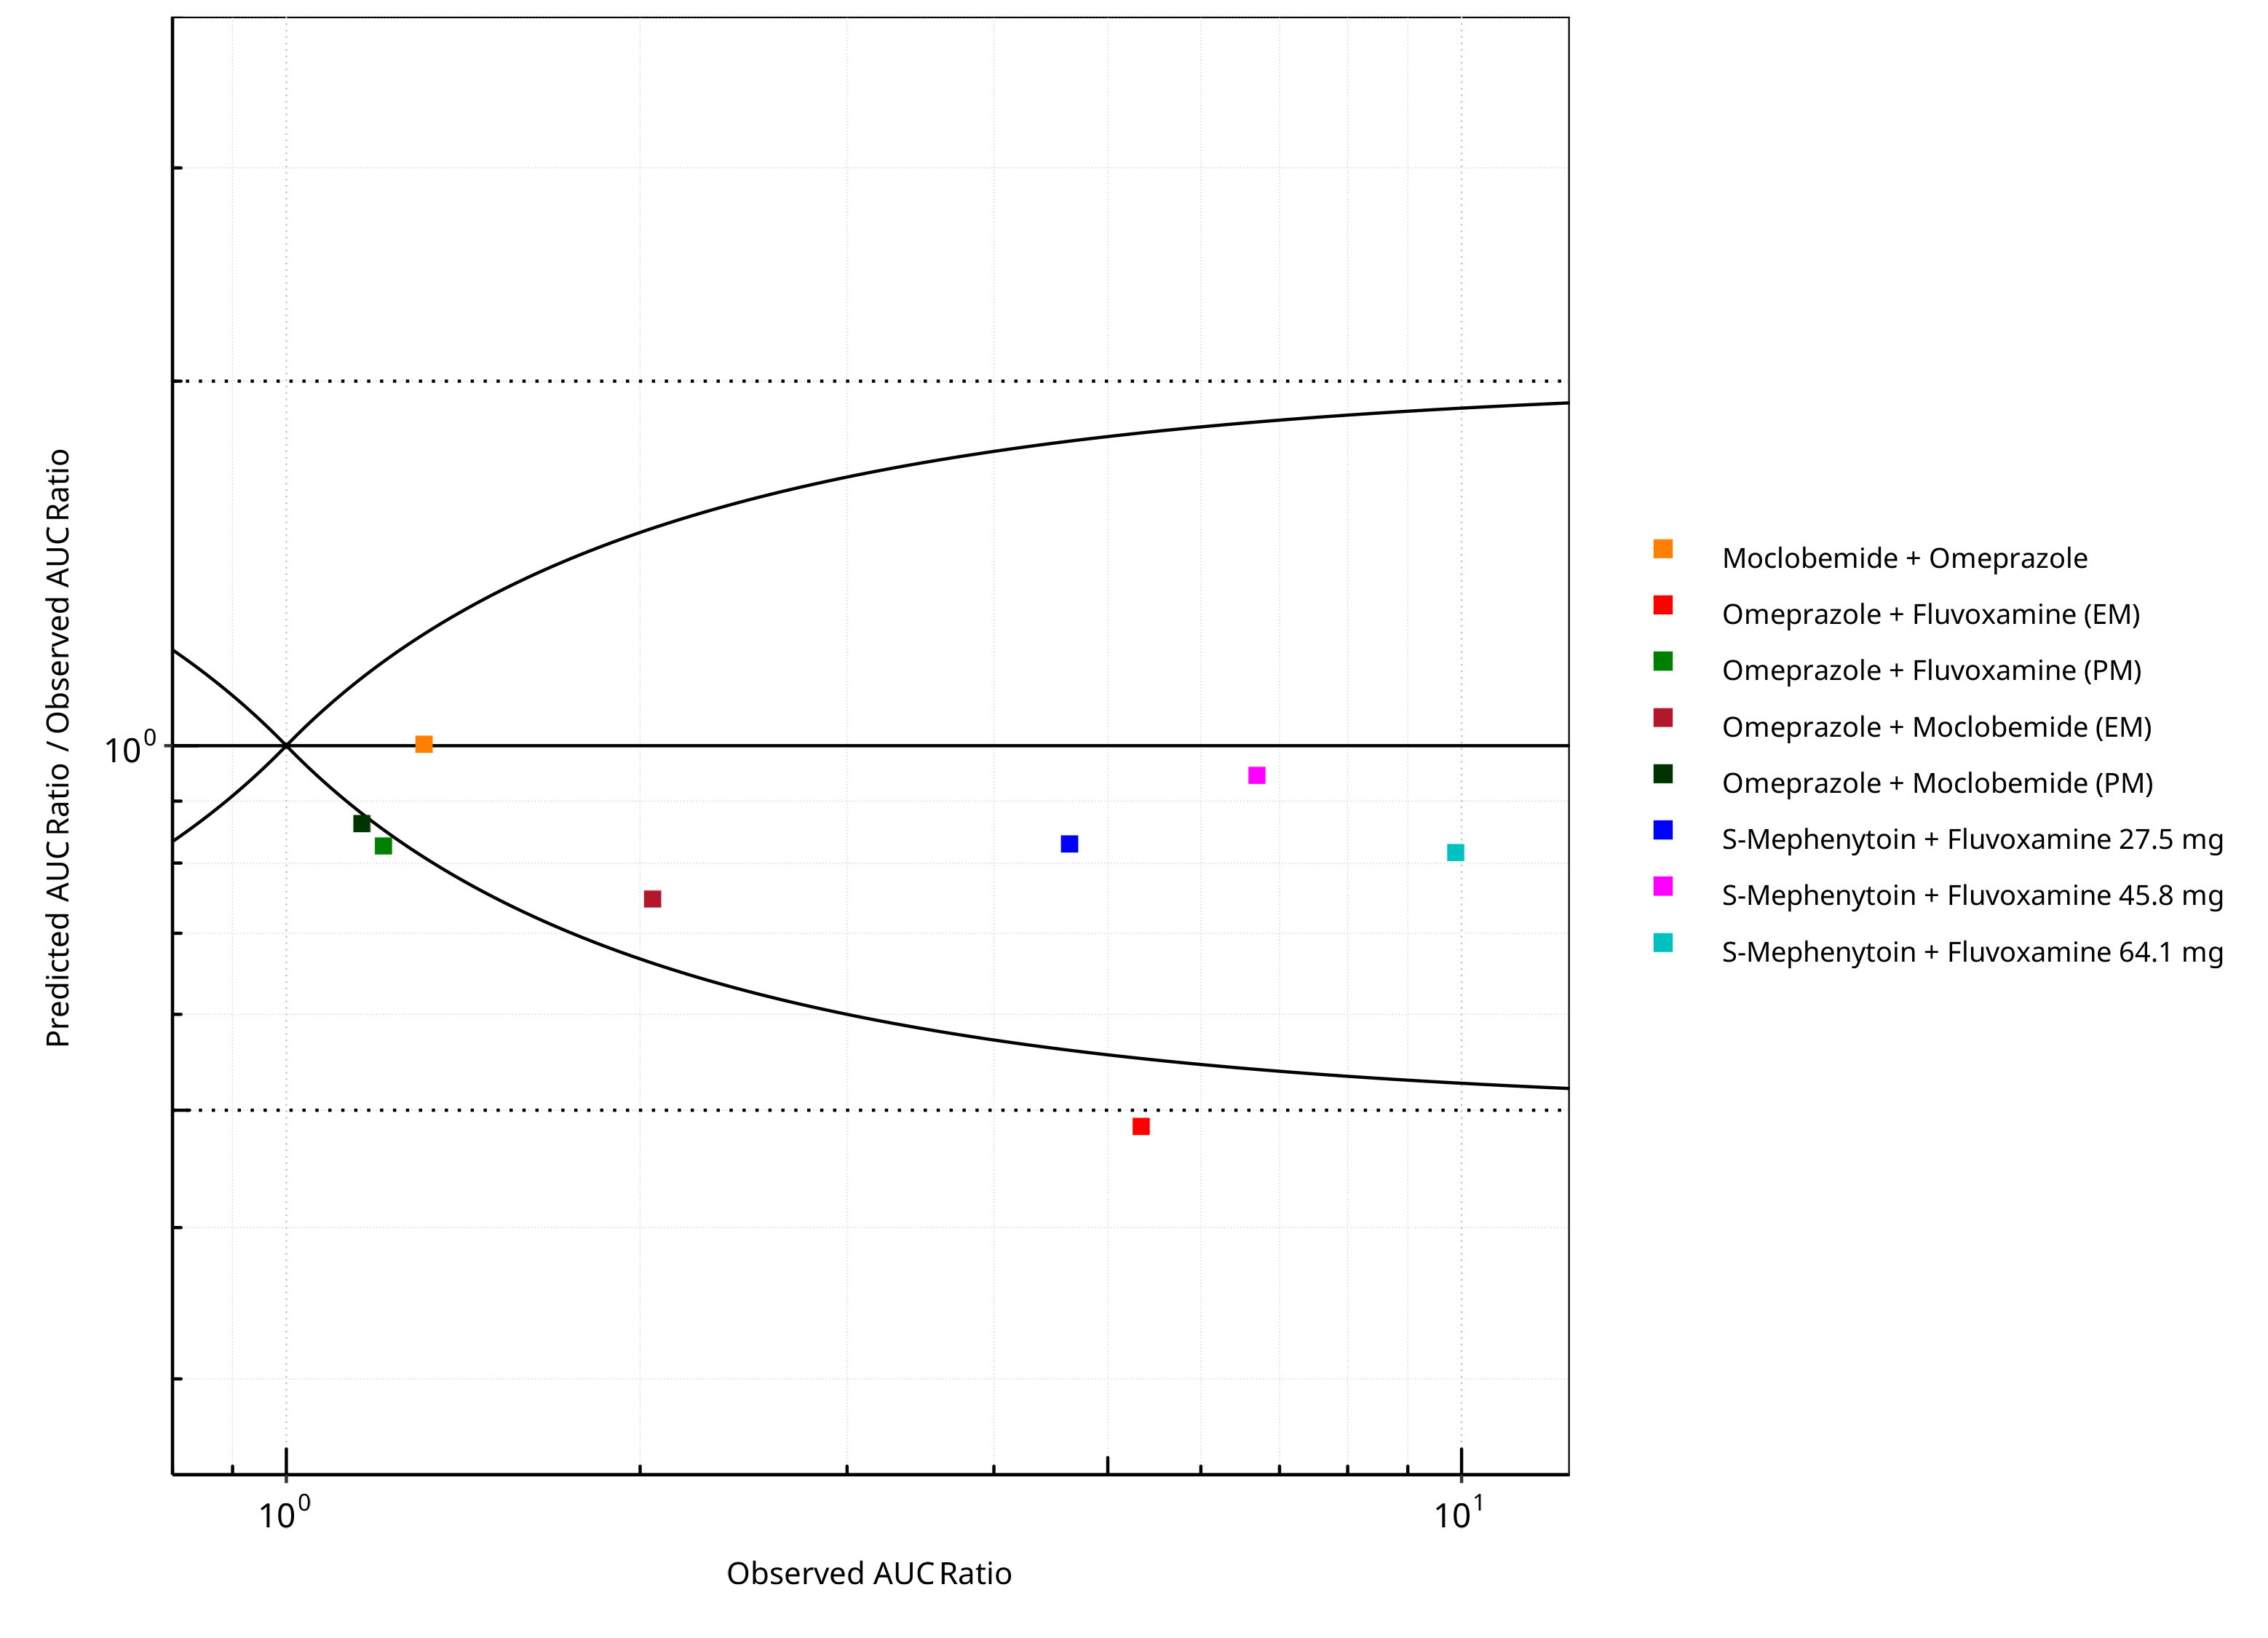 Predicted AUC Ratio / Observed AUC Ratio
10^0
10^0
10^1
Observed AUC Ratio
Moclobemide + Omeprazole
Omeprazole + Fluvoxamine (EM)
Omeprazole + Fluvoxamine (PM)
Omeprazole + Moclobemide (EM)
Omeprazole + Moclobemide (PM)
S-Mephenytoin + Fluvoxamine 27.5 mg
S-Mephenytoin + Fluvoxamine 45.8 mg
S-Mephenytoin + Fluvoxamine 64.1 mg